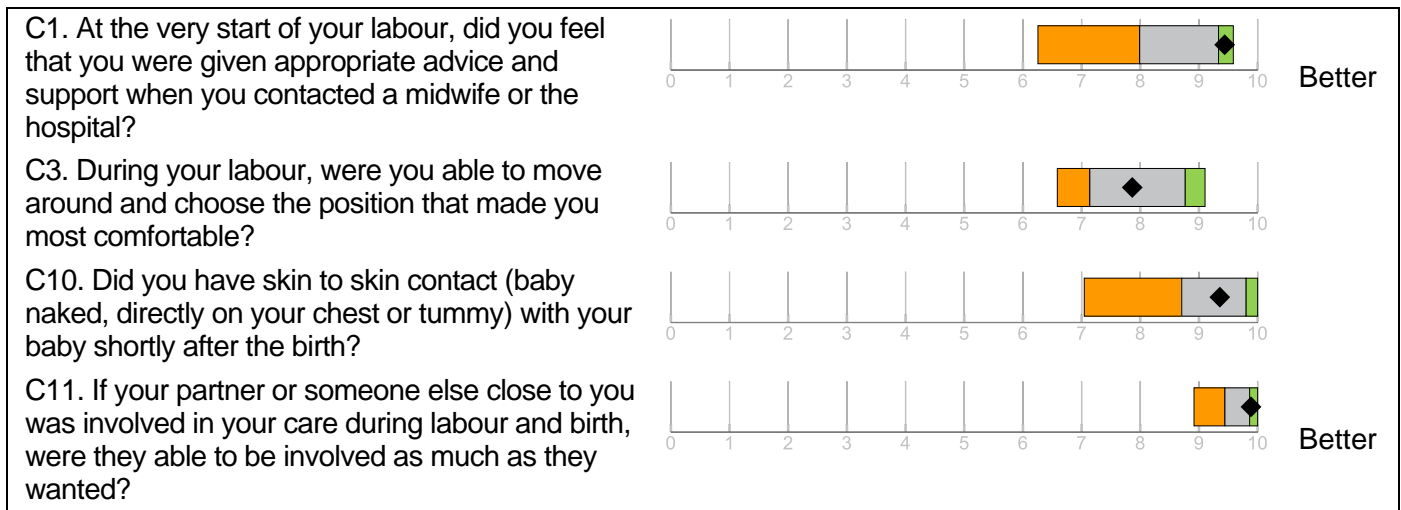 C1. At the very start of your labour, did you feel
that you were given appropriate advice and
support when you contacted a midwife or the
hospital?
0 1 2 3 4 5 6 7 8 9 10
Better
C3. During your labour, were you able to move
around and choose the position that made you
most comfortable?
0 1 2 3 4 5 6 7 8 9 10
C10. Did you have skin to skin contact (baby
naked, directly on your chest or tummy) with your
baby shortly after the birth?
0 1 2 3 4 5 6 7 8 9 10
C11. If your partner or someone else close to you
was involved in your care during labour and birth,
were they able to be involved as much as they
wanted?
0 1 2 3 4 5 6 7 8 9 10
Better